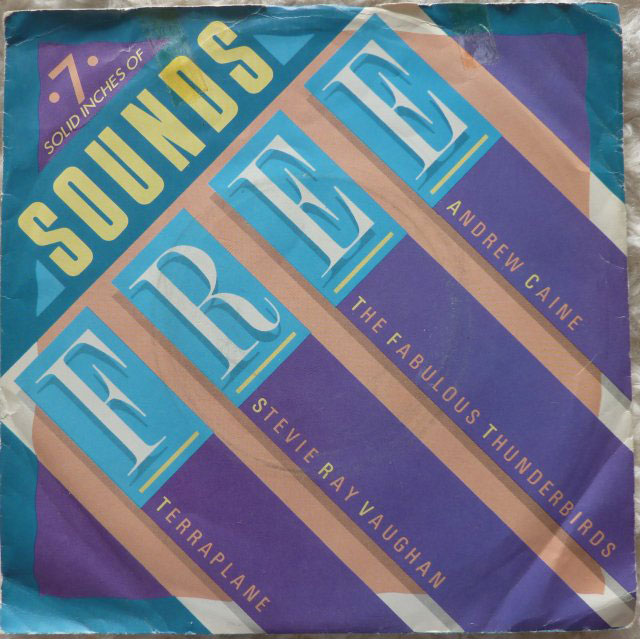 ·7·
SOLID INCHES OF
SOUNDS
FREE
ANDREW CAINE
THE FABULOUS THUNDERBIRDS
STEVIE RAY VAUGHAN
TERRAPLANE